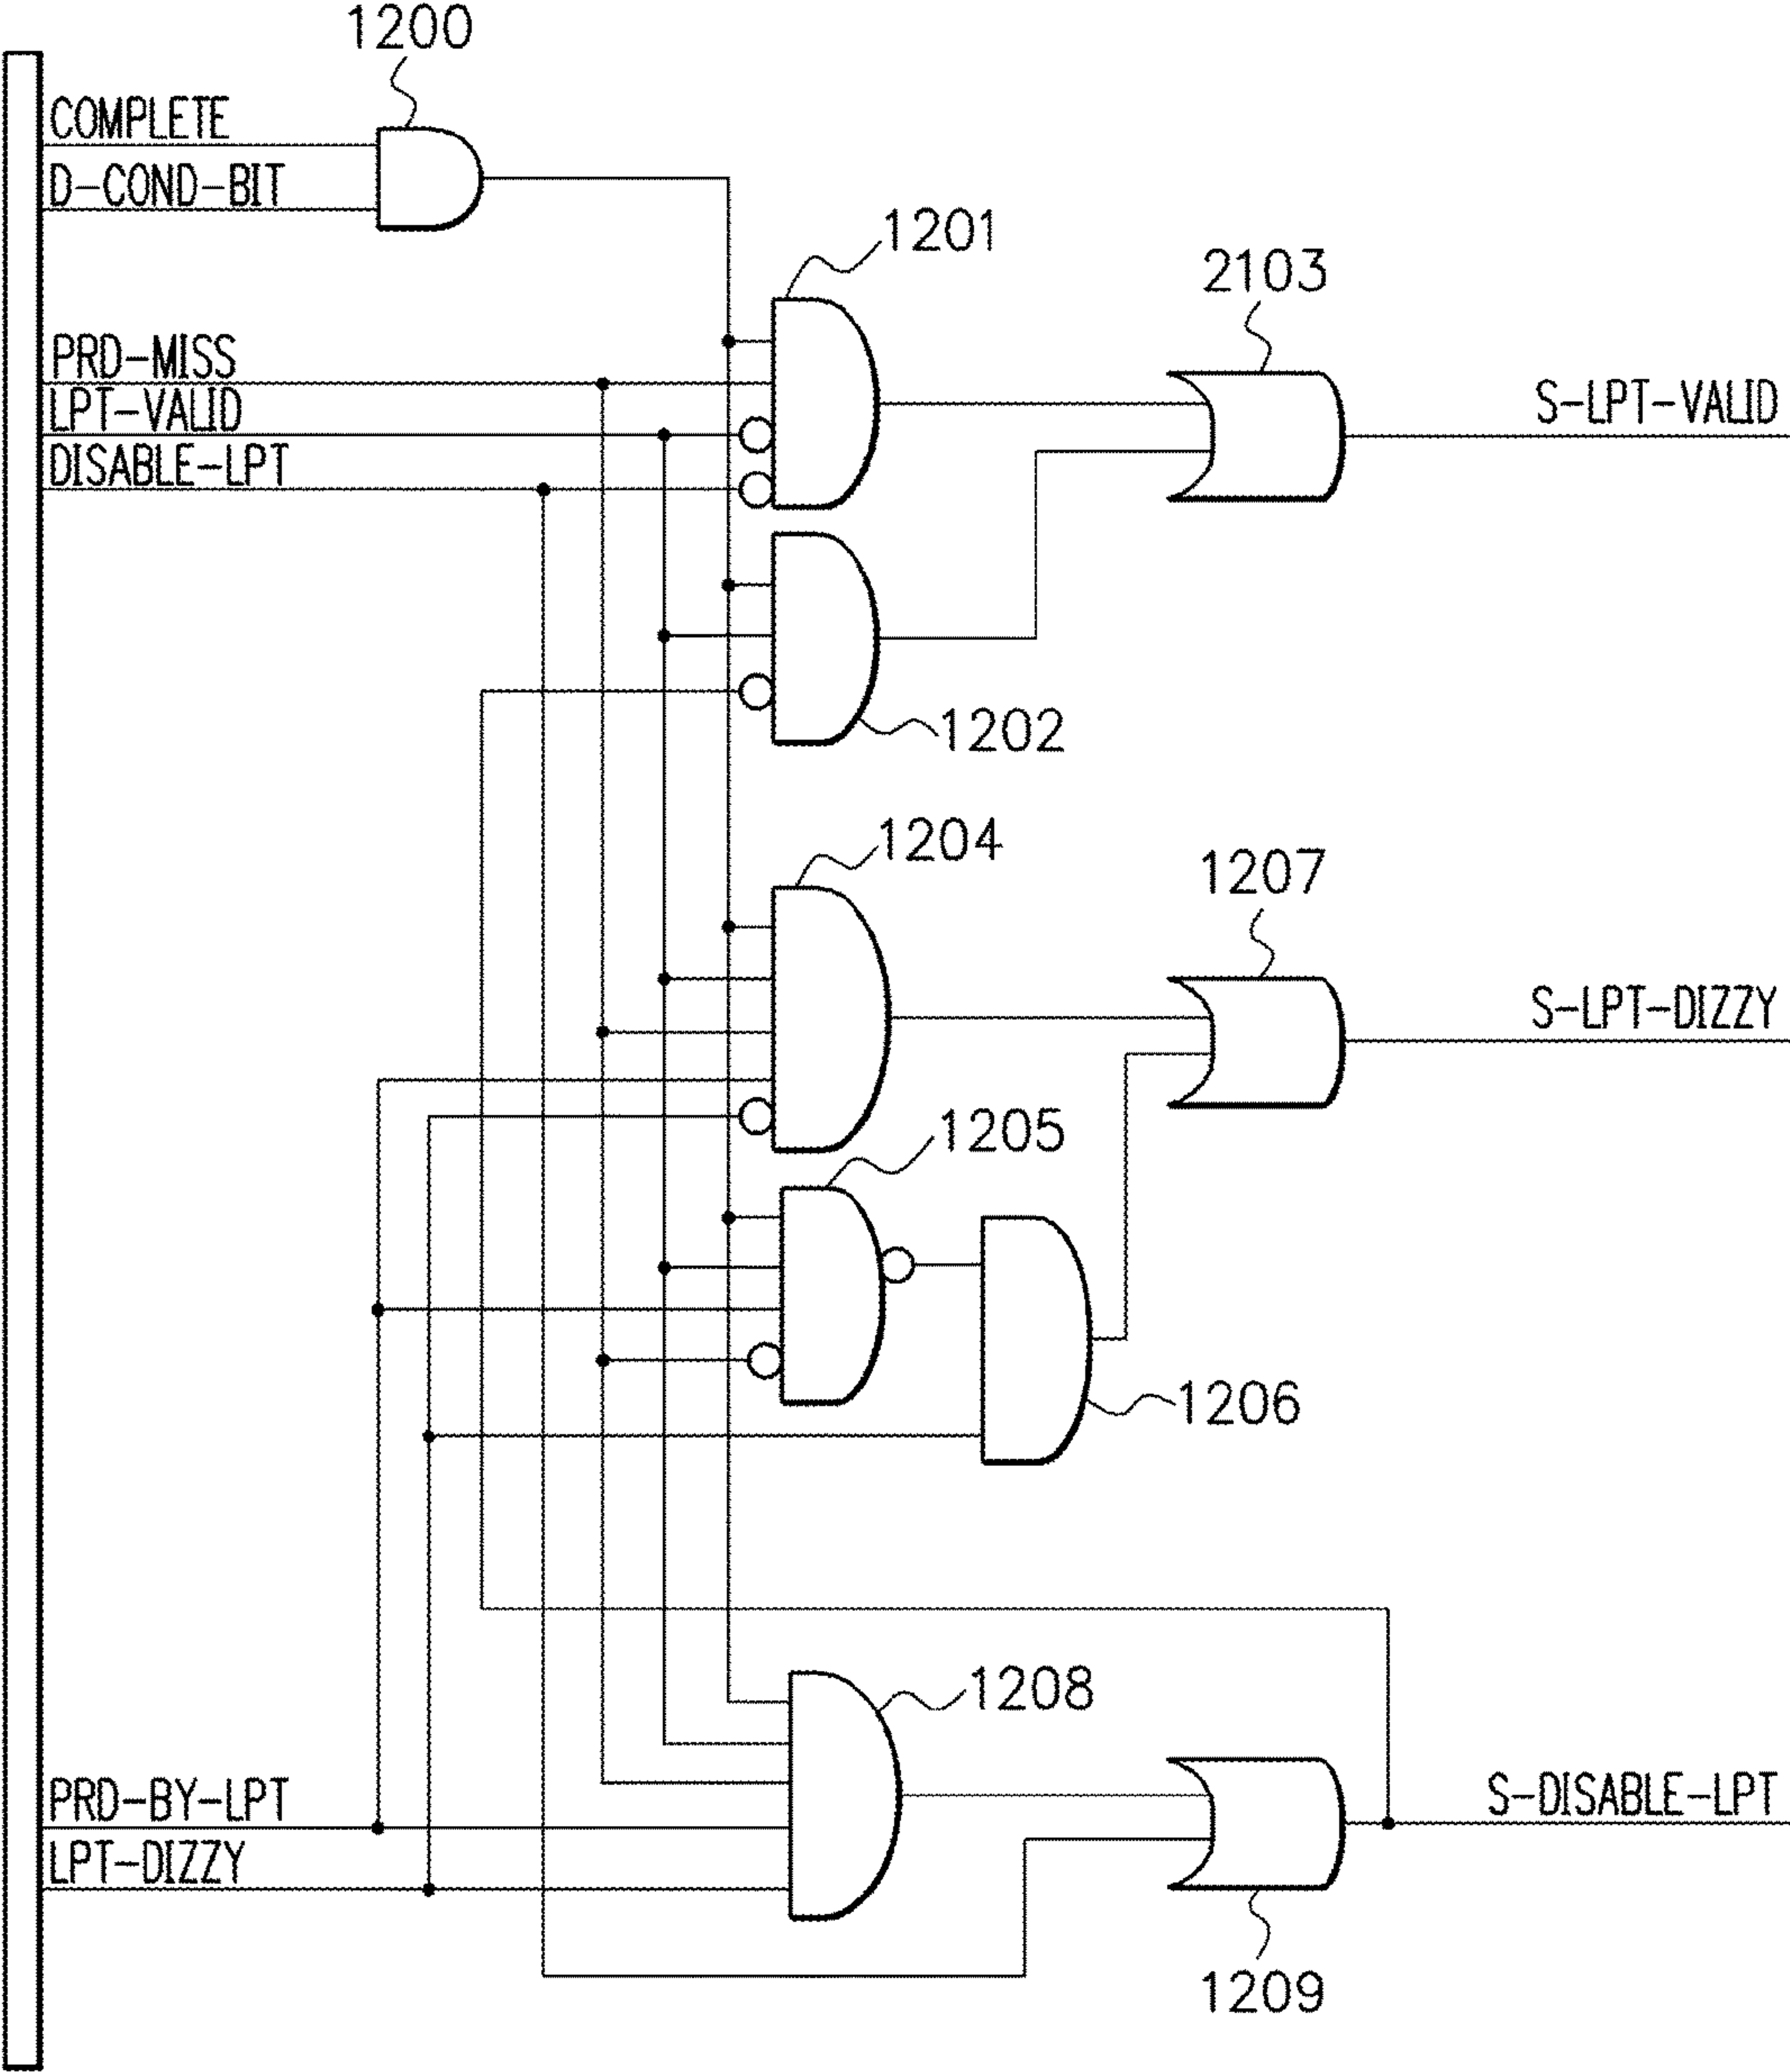 1200
COMPLETE
D-COND-BIT
1201
2103
PRD-MISS
LPT-VALID
DISABLE-LPT
S-LPT-VALID
1202
1204
1207
S-LPT-DIZZY
1205
1206
1208
PRD-BY-LPT
LPT-DIZZY
S-DISABLE-LPT
1209